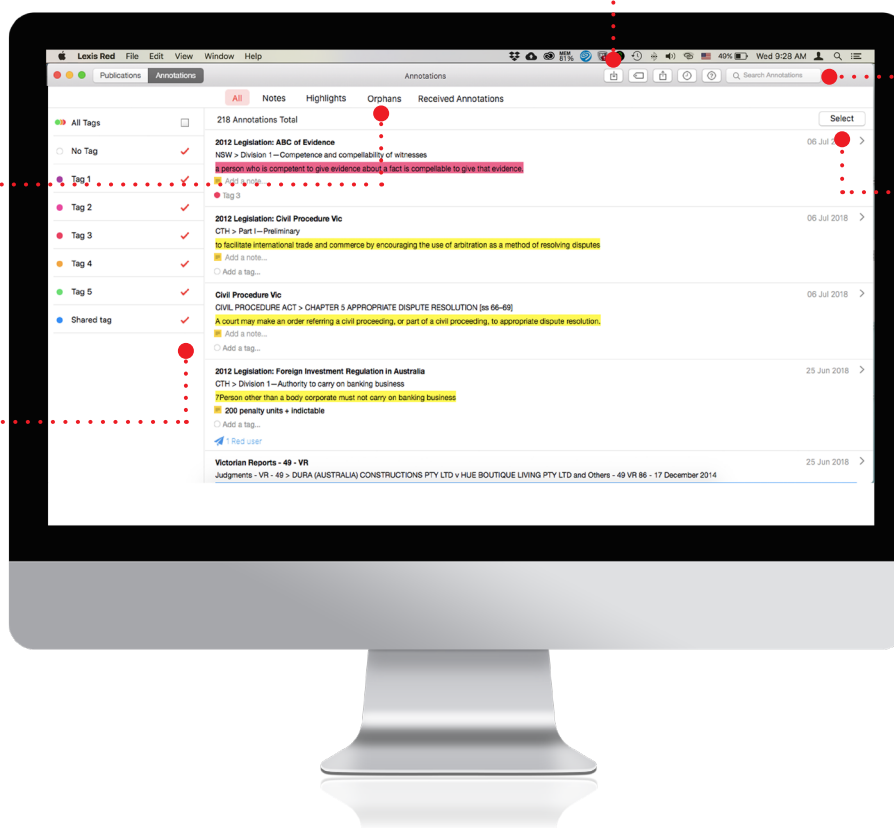 Lexis Red File Edit View Window Help MEM 81% 49% Wed 9:28 AM
Publications Annotations Annotations Search Annotations
All Notes Highlights Orphans Received Annotations
All Tags
No Tag
Tag 1
Tag 2
Tag 3
Tag 4
Tag 5
Shared tag
218 Annotations Total Select
2012 Legislation: ABC of Evidence 06 Jul
NSW > Division 1—Competence and compellability of witnesses
a person who is competent to give evidence about a fact is compellable to give that evidence.
Add a note...
Tag 3
2012 Legislation: Civil Procedure Vic 06 Jul 2018
CTH > Part I—Preliminary
to facilitate international trade and commerce by encouraging the use of arbitration as a method of resolving disputes
Add a note...
Add a tag...
Civil Procedure Vic 06 Jul 2018
CIVIL PROCEDURE ACT > CHAPTER 5 APPROPRIATE DISPUTE RESOLUTION [ss 66–69]
A court may make an order referring a civil proceeding, or part of a civil proceeding, to appropriate dispute resolution.
Add a note...
Add a tag...
2012 Legislation: Foreign Investment Regulation in Australia 25 Jun 2018
CTH > Division 1—Authority to carry on banking business
7Person other than a body corporate must not carry on banking business
200 penalty units + indictable
Add a tag...
1 Red user
Victorian Reports - 49 - VR 25 Jun 2018
Judgments - VR - 49 > DURA (AUSTRALIA) CONSTRUCTIONS PTY LTD v HUE BOUTIQUE LIVING PTY LTD and Others - 49 VR 86 - 17 December 2014